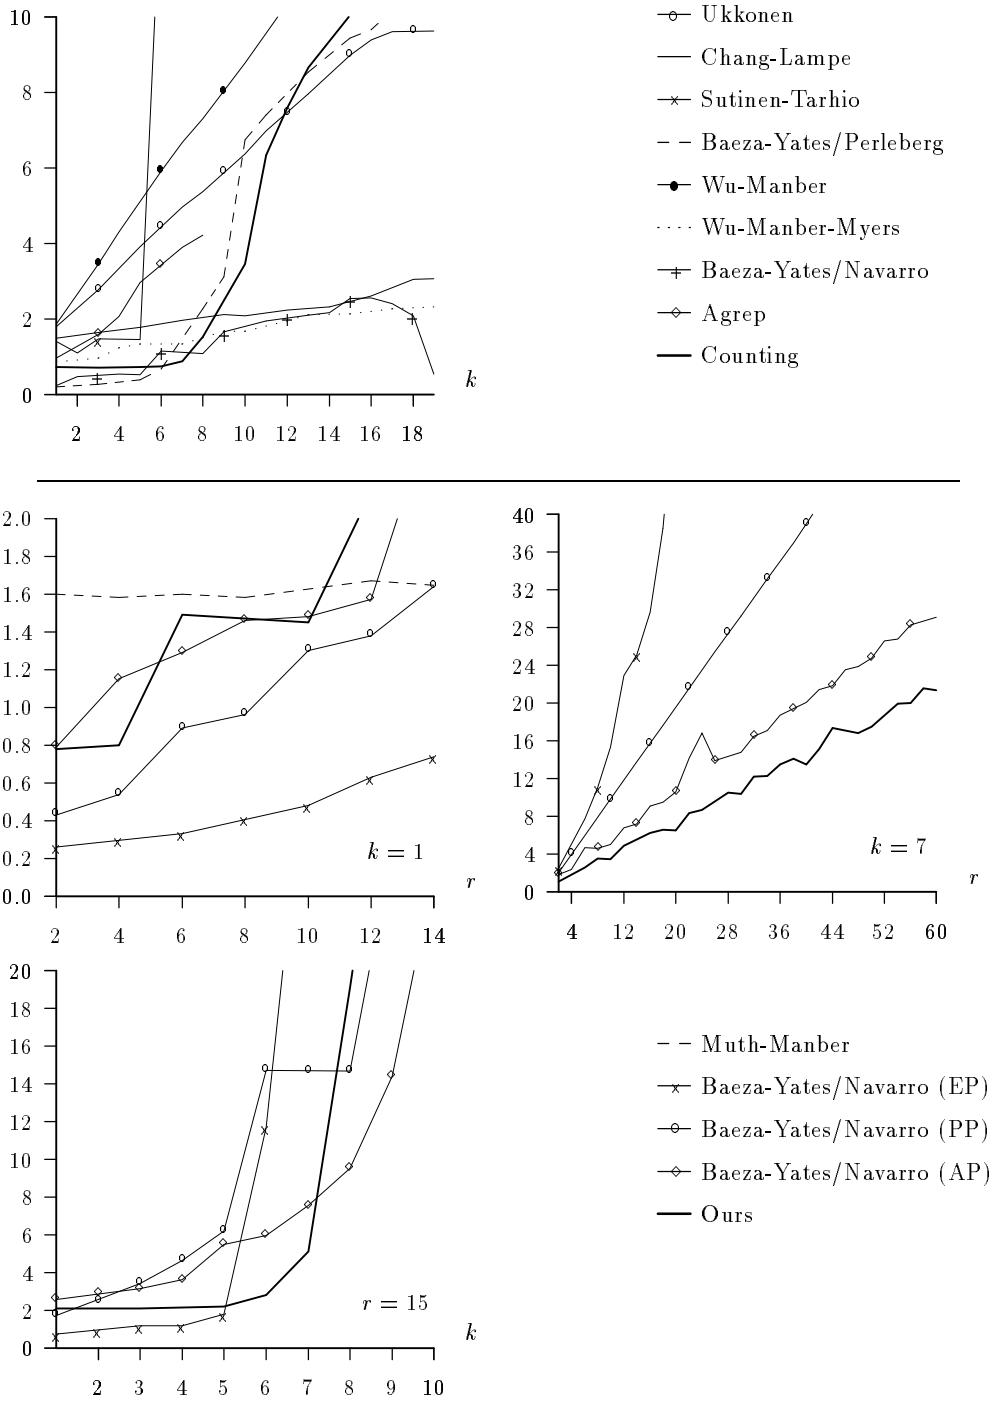 10
8
6
4
2
0
2 4 6 8 10 12 14 16 18
k
Ukkonen
Chang-Lampe
Sutinen-Tarhio
Baeza-Yates/Perleberg
Wu-Manber
Wu-Manber-Myers
Baeza-Yates/Navarro
Agrep
Counting
2.0
1.8
1.6
1.4
1.2
1.0
0.8
0.6
0.4
0.2
0.0
2 4 6 8 10 12 14
k = 1
r
40
36
32
28
24
20
16
12
8
4
0
4 12 20 28 36 44 52 60
k = 7
r
20
18
16
14
12
10
8
6
4
2
0
2 3 4 5 6 7 8 9 10
r = 15
k
Muth-Manber
Baeza-Yates/Navarro (EP)
Baeza-Yates/Navarro (PP)
Baeza-Yates/Navarro (AP)
Ours